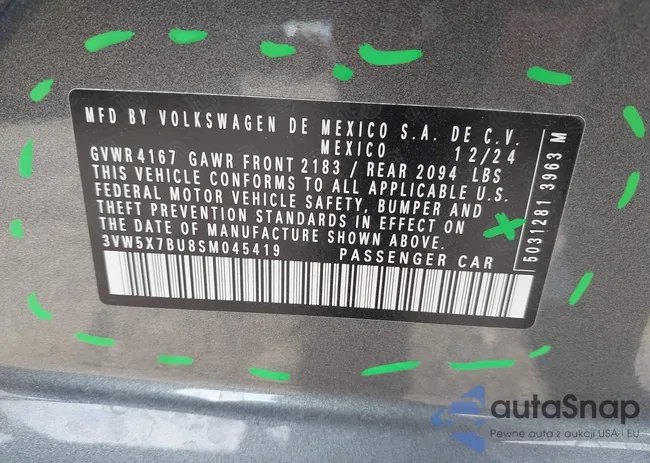 MFD BY VOLKSWAGEN DE MEXICO S.A. DE C.V.
MEXICO 12/24
GVWR 4167 GAWR FRONT 2183 / REAR 2094 LBS
THIS VEHICLE CONFORMS TO ALL APPLICABLE U.S.
FEDERAL MOTOR VEHICLE SAFETY, BUMPER AND
THEFT PREVENTION STANDARDS IN EFFECT ON
THE DATE OF MANUFACTURE SHOWN ABOVE.
3VW5X7BU8SM045419 PASSENGER CAR
5031281 3963 M
autaSnap
Pewne auta z aukcji USA i EU